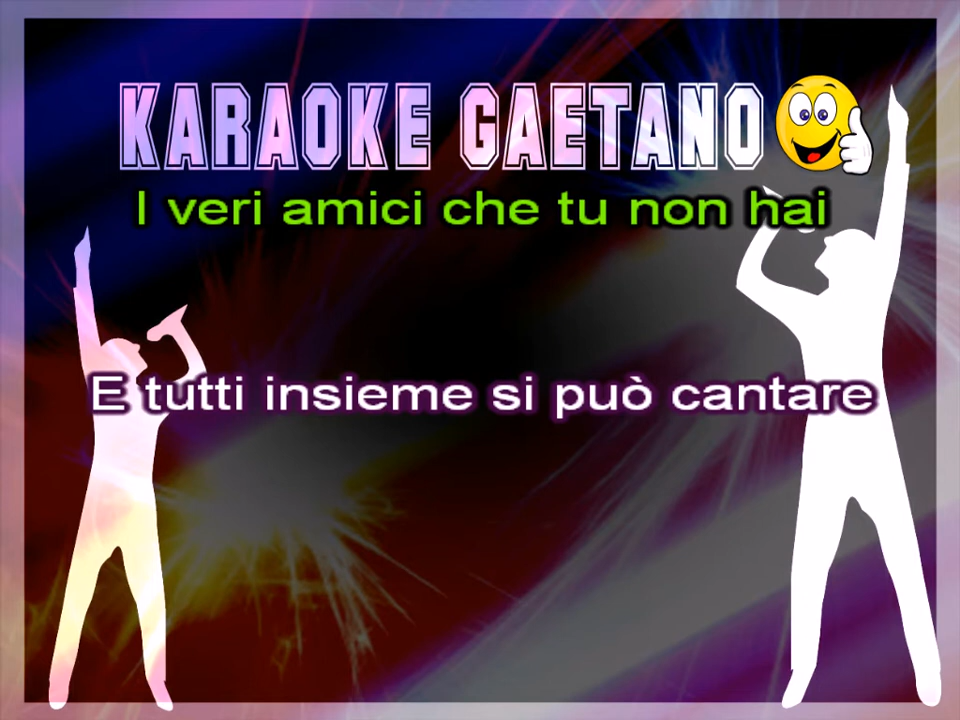 KARAOKE GAETANO
I veri amici che tu non hai
E tutti insieme si può cantare